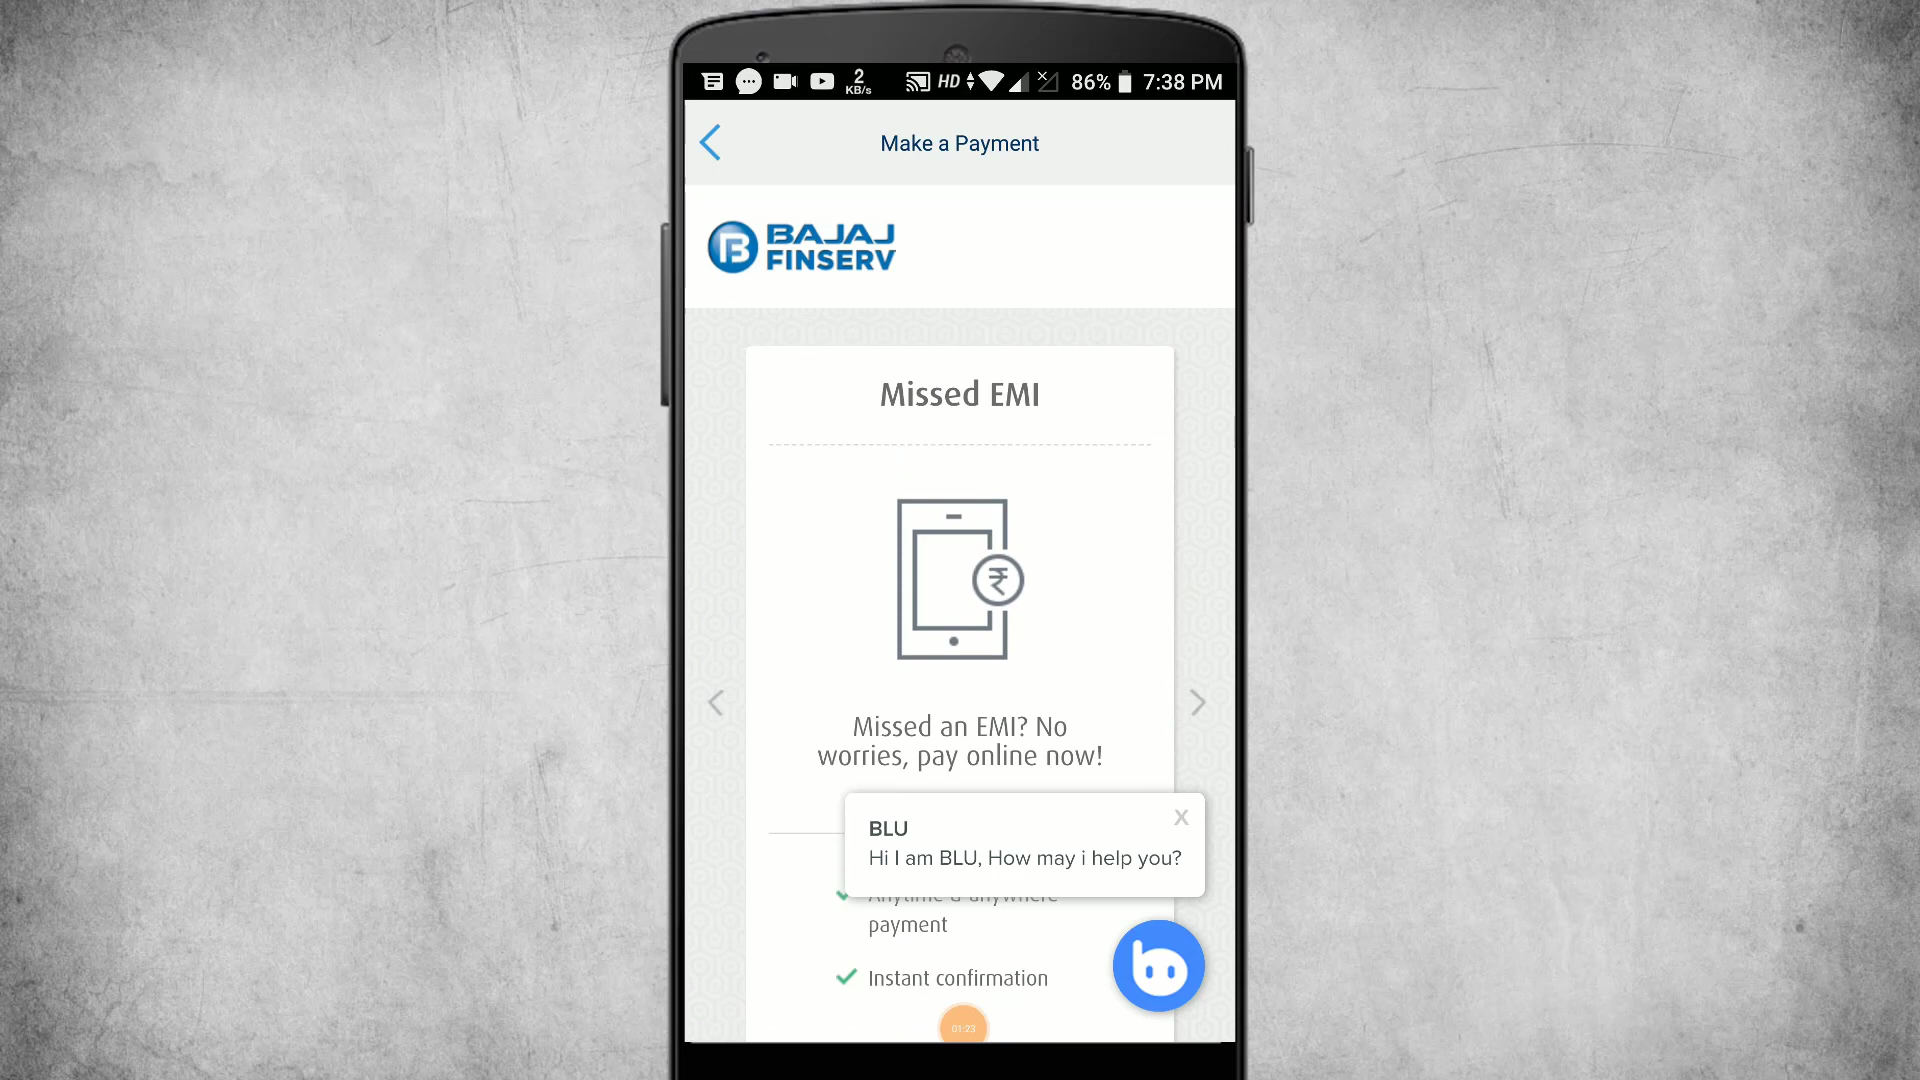 2
KB/s
HD
86%
7:38 PM
Make a Payment
BAJAJ
FINSERV
Missed EMI
₹
Missed an EMI? No
worries, pay online now!
BLU
X
Hi I am BLU, How may i help you?
Anytime & anywhere
payment
Instant confirmation
01:23